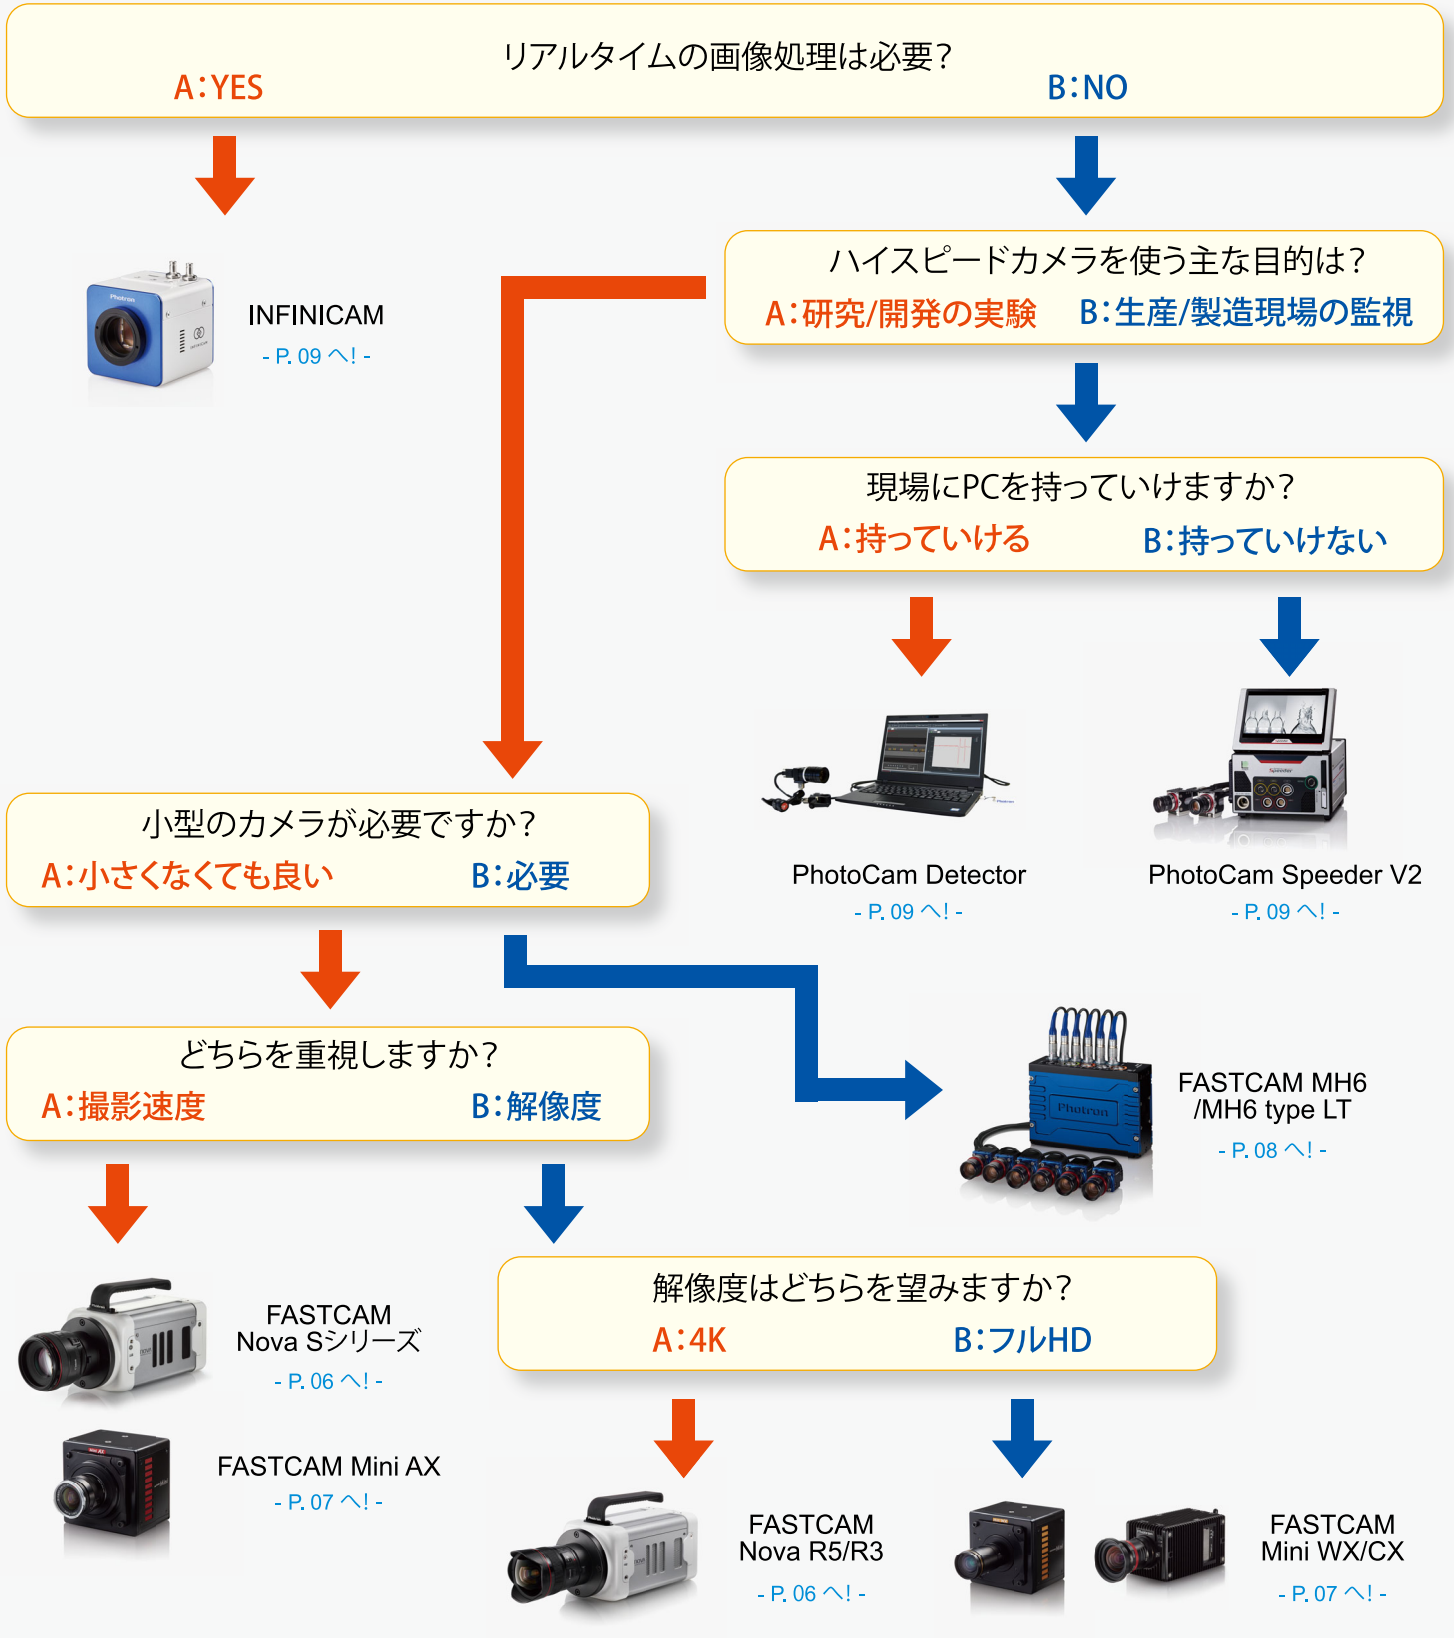 リアルタイムの画像処理は必要?
A:YES
B:NO
Photron
INFINICAM
- P. 09 へ! -
ハイスピードカメラを使う主な目的は?
A:研究/開発の実験
B:生産/製造現場の監視
現場にPCを持っていけますか?
A:持っていける
B:持っていけない
Photron
Speeder
PhotoCam Detector
- P. 09 へ! -
PhotoCam Speeder V2
- P. 09 へ! -
小型のカメラが必要ですか?
A:小さくなくても良い
B:必要
どちらを重視しますか?
A:撮影速度
B:解像度
Photron
FASTCAM MH6
/MH6 type LT
- P. 08 へ! -
NOVA
FASTCAM
Nova Sシリーズ
- P. 06 へ! -
解像度はどちらを望みますか?
A:4K
B:フルHD
FASTCAM Mini AX
- P. 07 へ! -
FASTCAM
Nova R5/R3
- P. 06 へ! -
FASTCAM
Mini WX/CX
- P. 07 へ! -